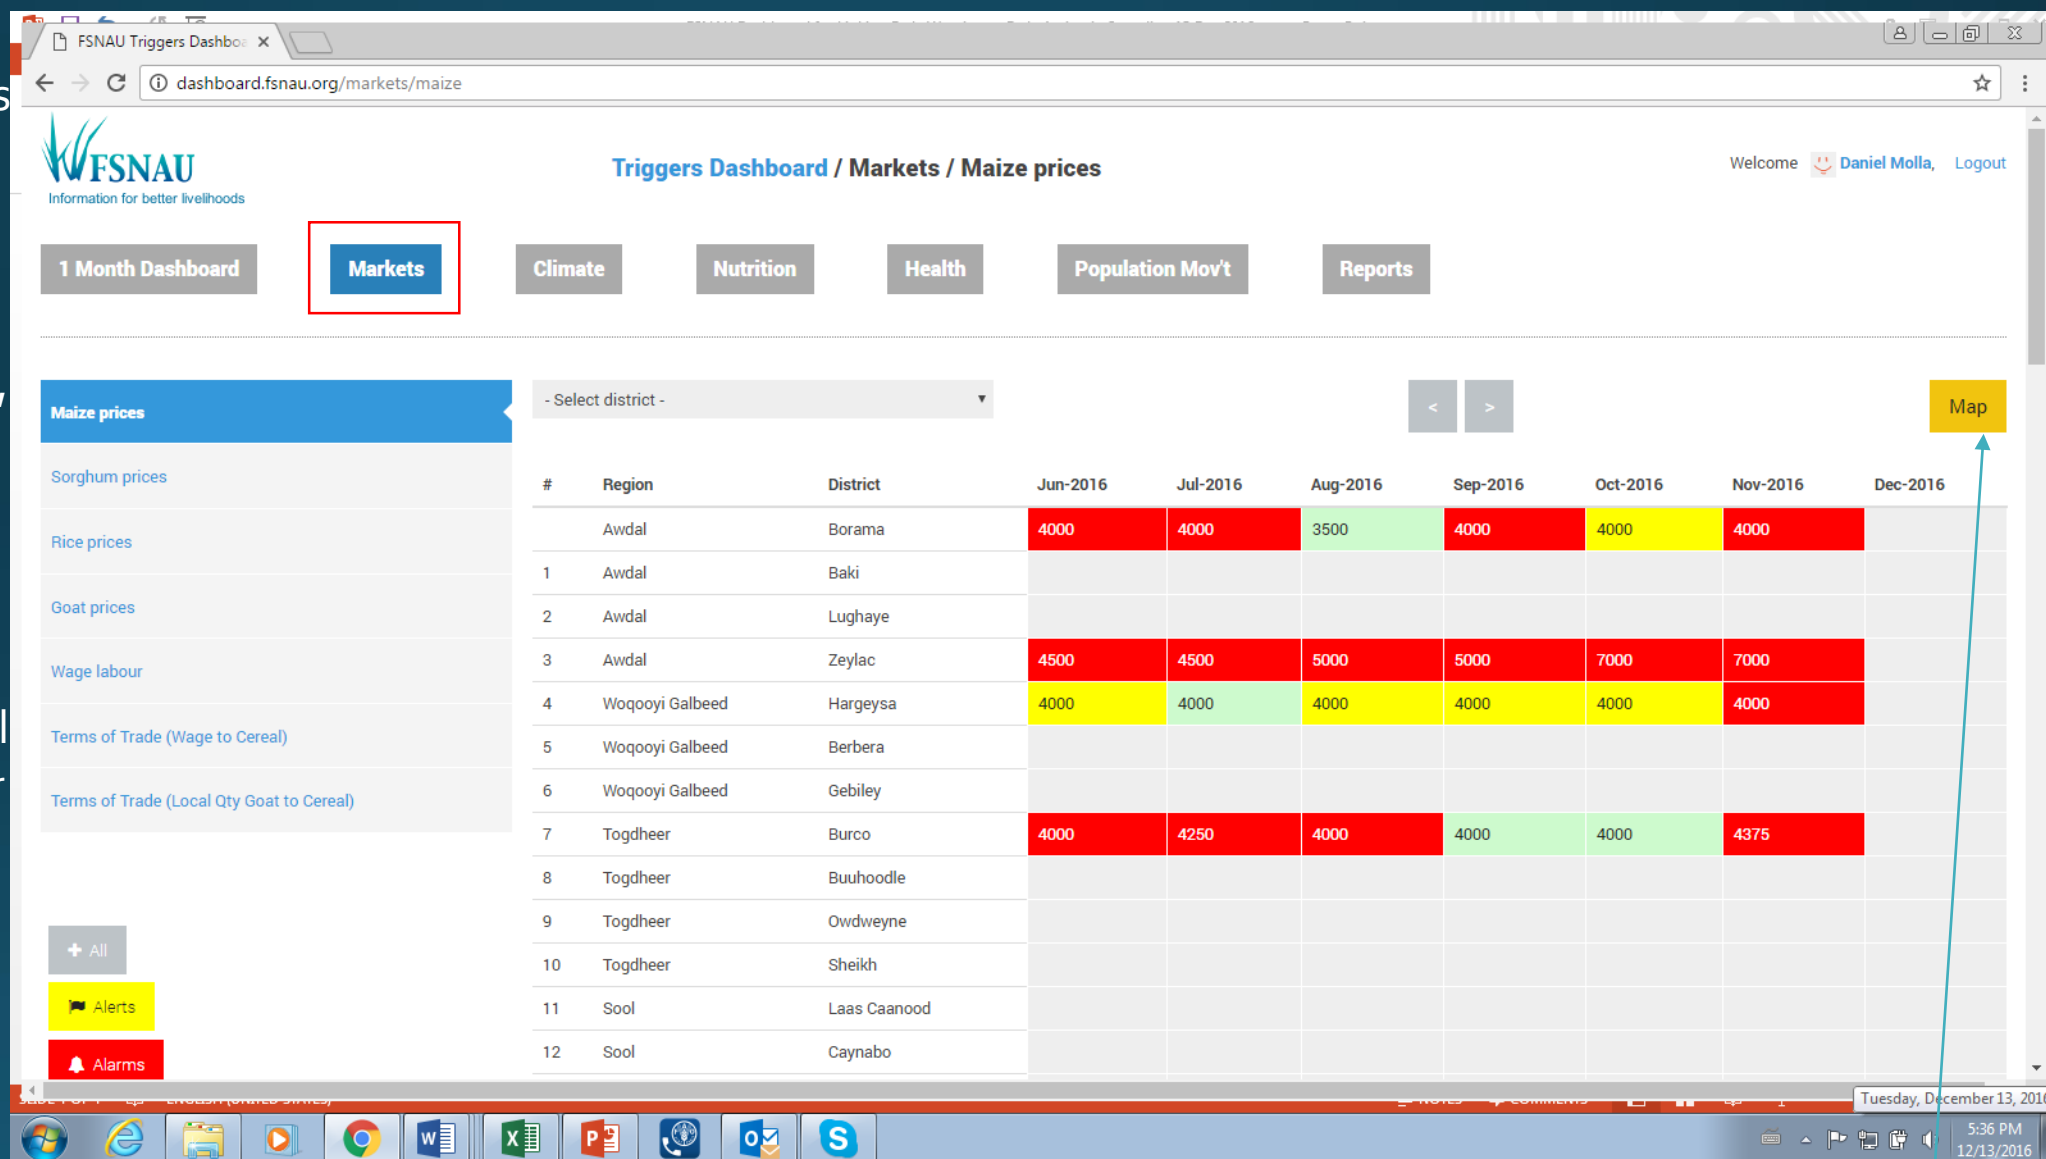 FSNAU Triggers Dashboa
dashboard.fsnau.org/markets/maize
FSNAU
Information for better livelihoods
Triggers Dashboard / Markets / Maize prices
Welcome Daniel Molla, Logout
1 Month Dashboard Markets Climate Nutrition Health Population Mov't Reports
Maize prices
Sorghum prices
Rice prices
Goat prices
Wage labour
Terms of Trade (Wage to Cereal)
Terms of Trade (Local Qty Goat to Cereal)
+ All
Alerts
Alarms
- Select district - < > Map
# Region District Jun-2016 Jul-2016 Aug-2016 Sep-2016 Oct-2016 Nov-2016 Dec-2016
Awdal Borama 4000 4000 3500 4000 4000 4000
1 Awdal Baki
2 Awdal Lughaye
3 Awdal Zeylac 4500 4500 5000 5000 7000 7000
4 Woqooyi Galbeed Hargeysa 4000 4000 4000 4000 4000 4000
5 Woqooyi Galbeed Berbera
6 Woqooyi Galbeed Gebiley
7 Togdheer Burco 4000 4250 4000 4000 4000 4375
8 Togdheer Buuhoodle
9 Togdheer Owdweyne
10 Togdheer Sheikh
11 Sool Laas Caanood
12 Sool Caynabo
Tuesday, December 13, 2016
5:36 PM
12/13/2016